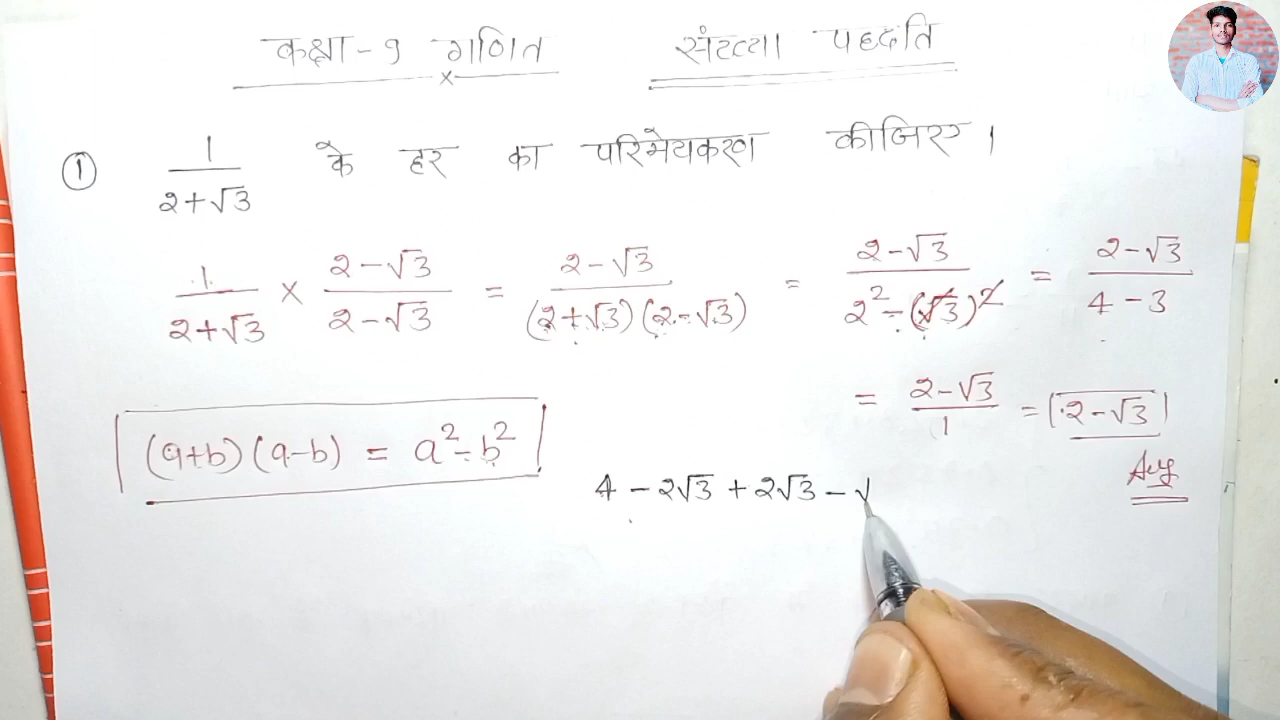 कक्षा-9 गणित संख्या पद्दति
① 1/(2+√3) के हर का परिमेयकरण कीजिए।
1/(2+√3) × (2-√3)/(2-√3) = (2-√3)/((2+√3)(2-√3)) = (2-√3)/(2²-(√3)²) = (2-√3)/(4-3)
= (2-√3)/1 = 2-√3
Ans
(a+b)(a-b) = a²-b²
4 - 2√3 + 2√3 - √